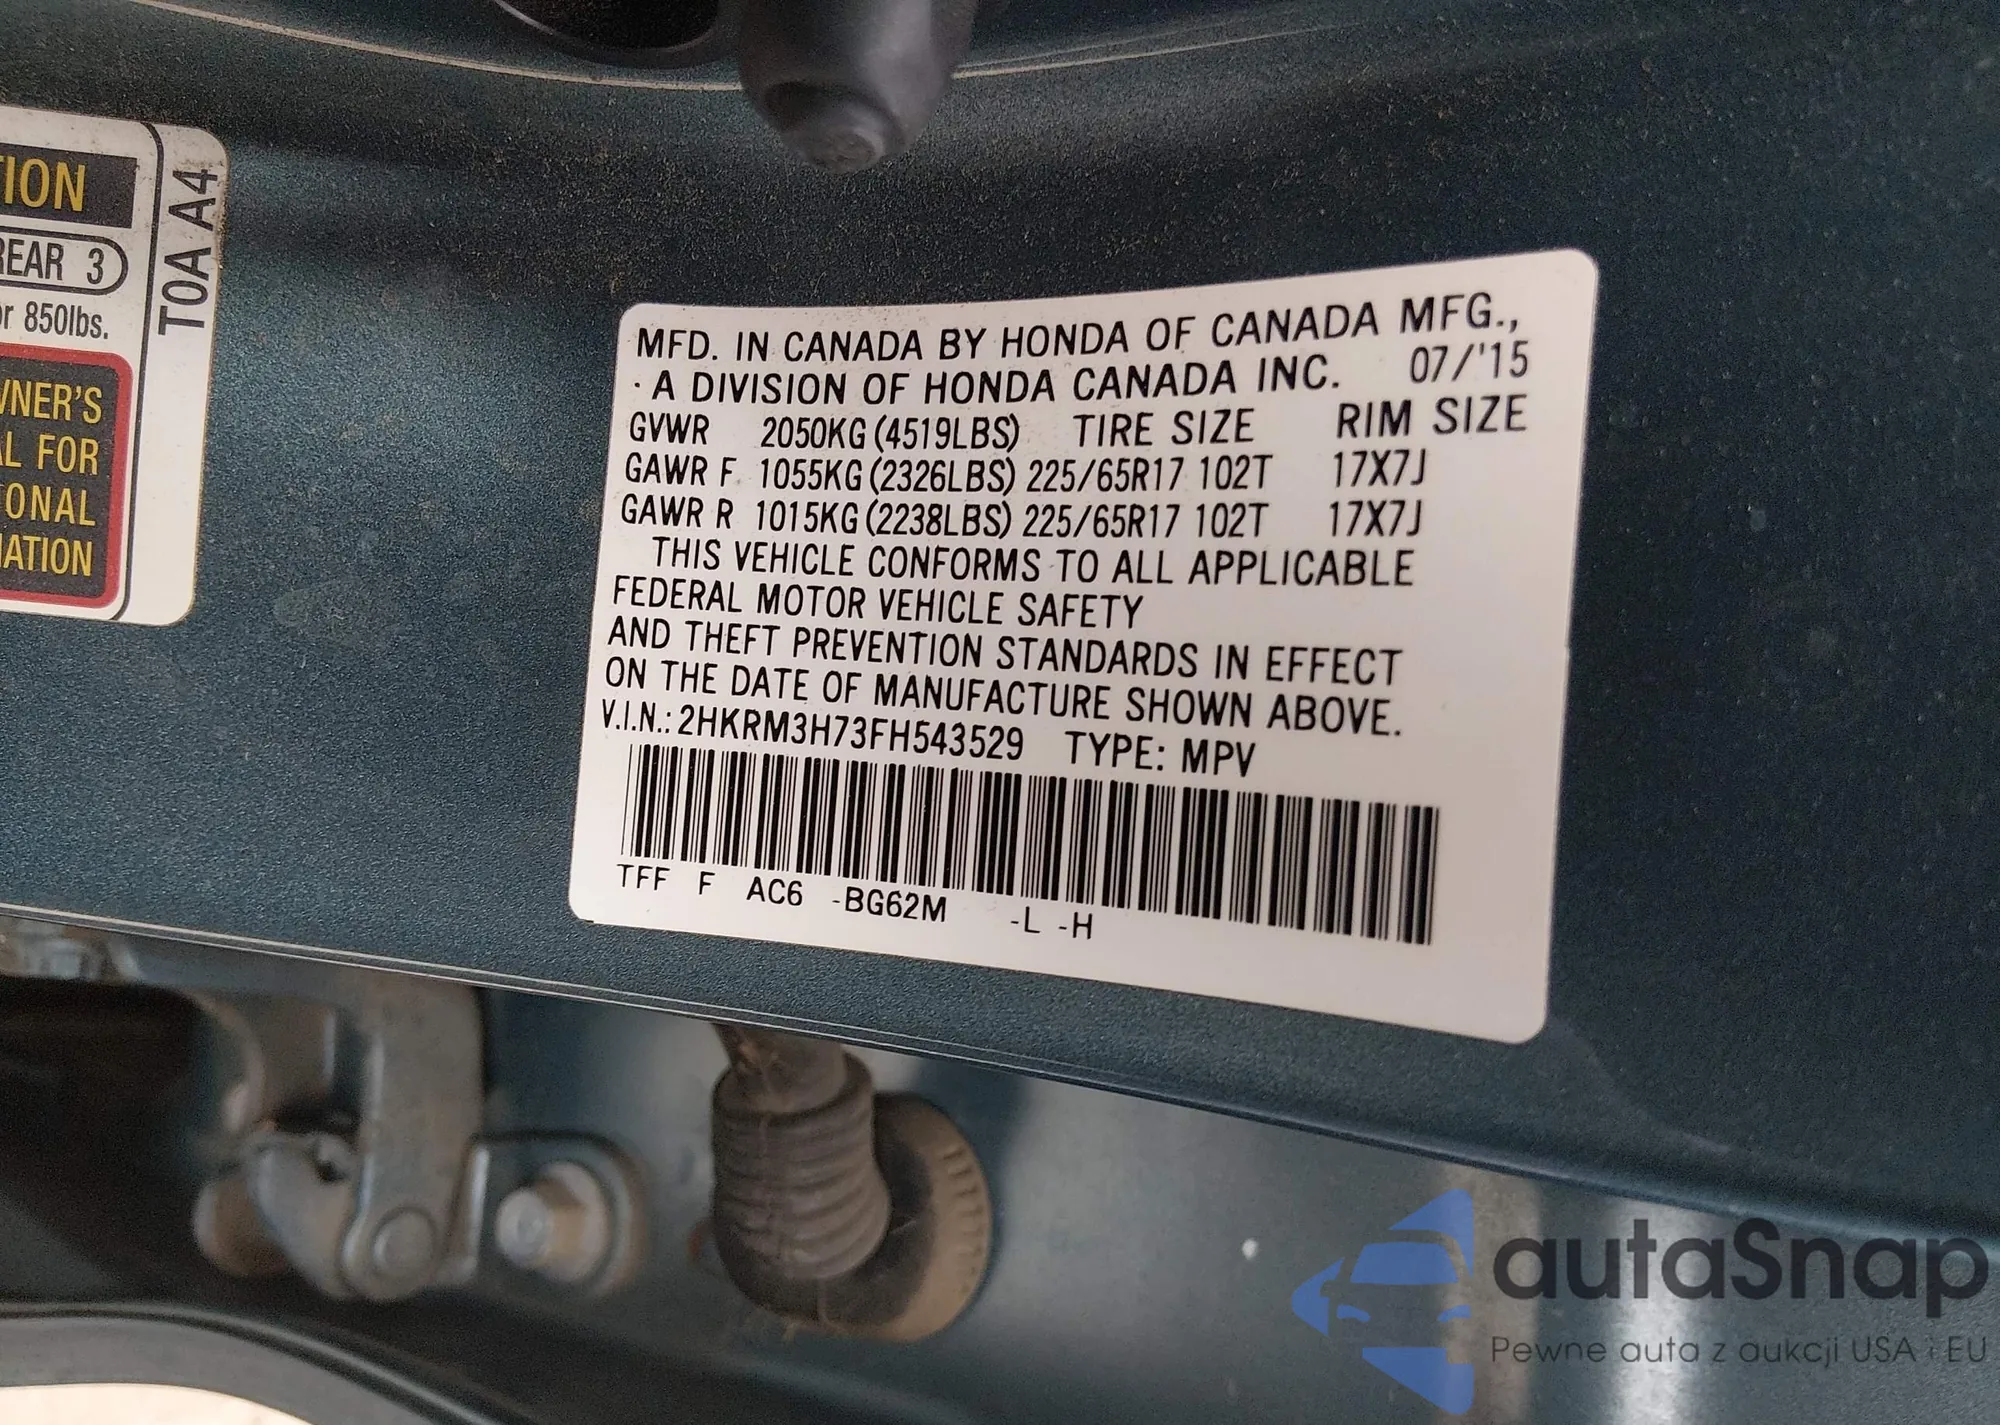 TION
REAR 3
or 850lbs.
WNER'S
AL FOR
IONAL
MATION
T0A A4
MFD. IN CANADA BY HONDA OF CANADA MFG.,
· A DIVISION OF HONDA CANADA INC. 07/'15
GVWR 2050KG (4519LBS) TIRE SIZE RIM SIZE
GAWR F 1055KG (2326LBS) 225/65R17 102T 17X7J
GAWR R 1015KG (2238LBS) 225/65R17 102T 17X7J
THIS VEHICLE CONFORMS TO ALL APPLICABLE
FEDERAL MOTOR VEHICLE SAFETY
AND THEFT PREVENTION STANDARDS IN EFFECT
ON THE DATE OF MANUFACTURE SHOWN ABOVE.
V.I.N.: 2HKRM3H73FH543529 TYPE: MPV
TFF F AC6 -BG62M -L -H
autaSnap
Pewne auta z aukcji USA i EU